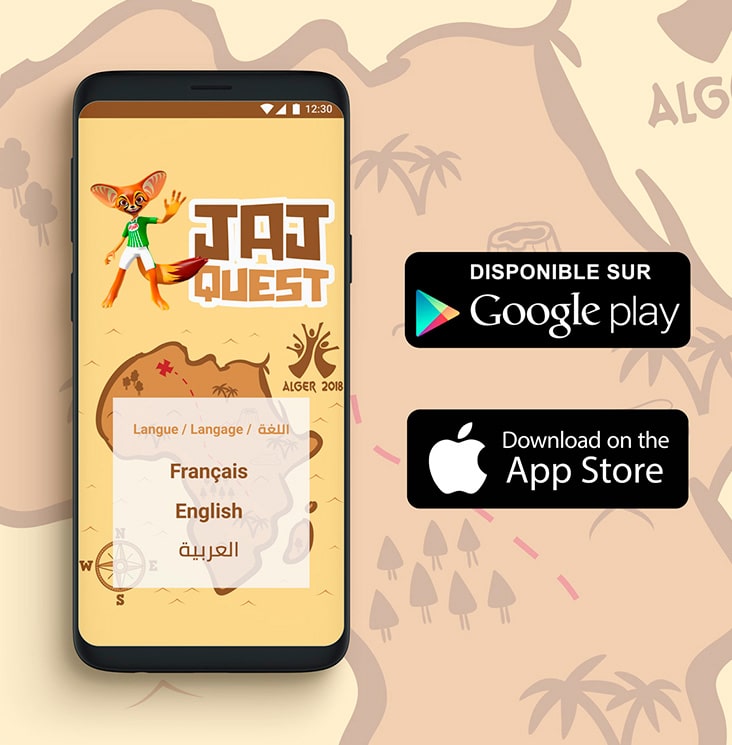 12:30
ALG
JAJ
QUEST
ALGER 2018
Langue / Langage / اللغة
Français
English
العربية
W
E
S
DISPONIBLE SUR
Google play
Download on the
App Store